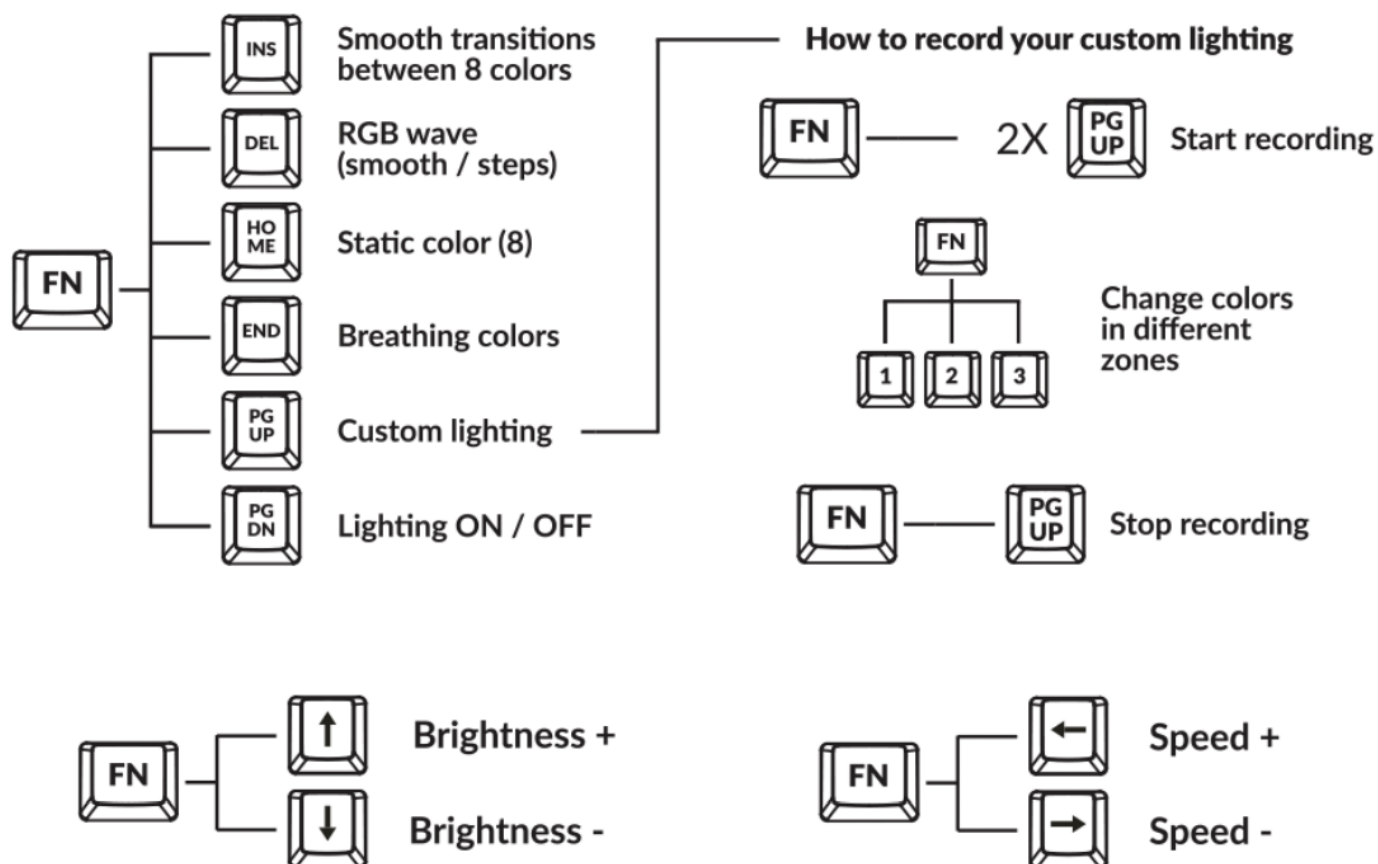 FN
INS
Smooth transitions
between 8 colors
DEL
RGB wave
(smooth / steps)
HO
ME
Static color (8)
END
Breathing colors
PG
UP
Custom lighting
PG
DN
Lighting ON / OFF
How to record your custom lighting
FN
2X
PG
UP
Start recording
FN
1
2
3
Change colors
in different
zones
FN
PG
UP
Stop recording
FN
↑
Brightness +
↓
Brightness -
FN
←
Speed +
→
Speed -